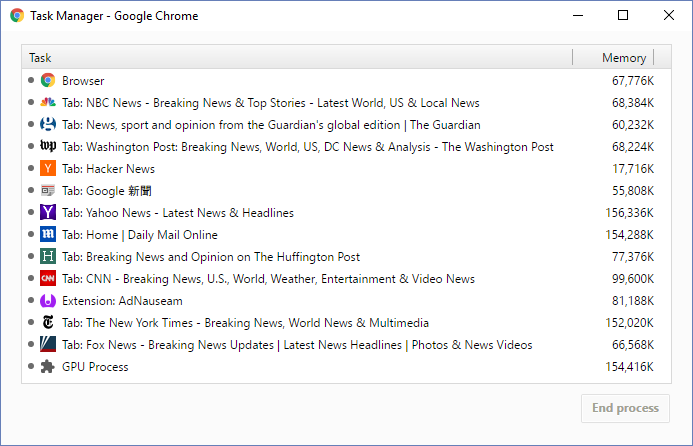 Task Manager - Google Chrome
Task Memory
Browser 67,776K
Tab: NBC News - Breaking News & Top Stories - Latest World, US & Local News 68,384K
Tab: News, sport and opinion from the Guardian's global edition | The Guardian 60,232K
wp Tab: Washington Post: Breaking News, World, US, DC News & Analysis - The Washington Post 68,224K
Y Tab: Hacker News 17,716K
Tab: Google 新聞 55,808K
Y Tab: Yahoo News - Latest News & Headlines 156,336K
m Tab: Home | Daily Mail Online 154,288K
H Tab: Breaking News and Opinion on The Huffington Post 77,376K
CNN Tab: CNN - Breaking News, U.S., World, Weather, Entertainment & Video News 99,600K
Extension: AdNauseam 81,188K
T Tab: The New York Times - Breaking News, World News & Multimedia 152,020K
Tab: Fox News - Breaking News Updates | Latest News Headlines | Photos & News Videos 66,568K
GPU Process 154,416K
End process